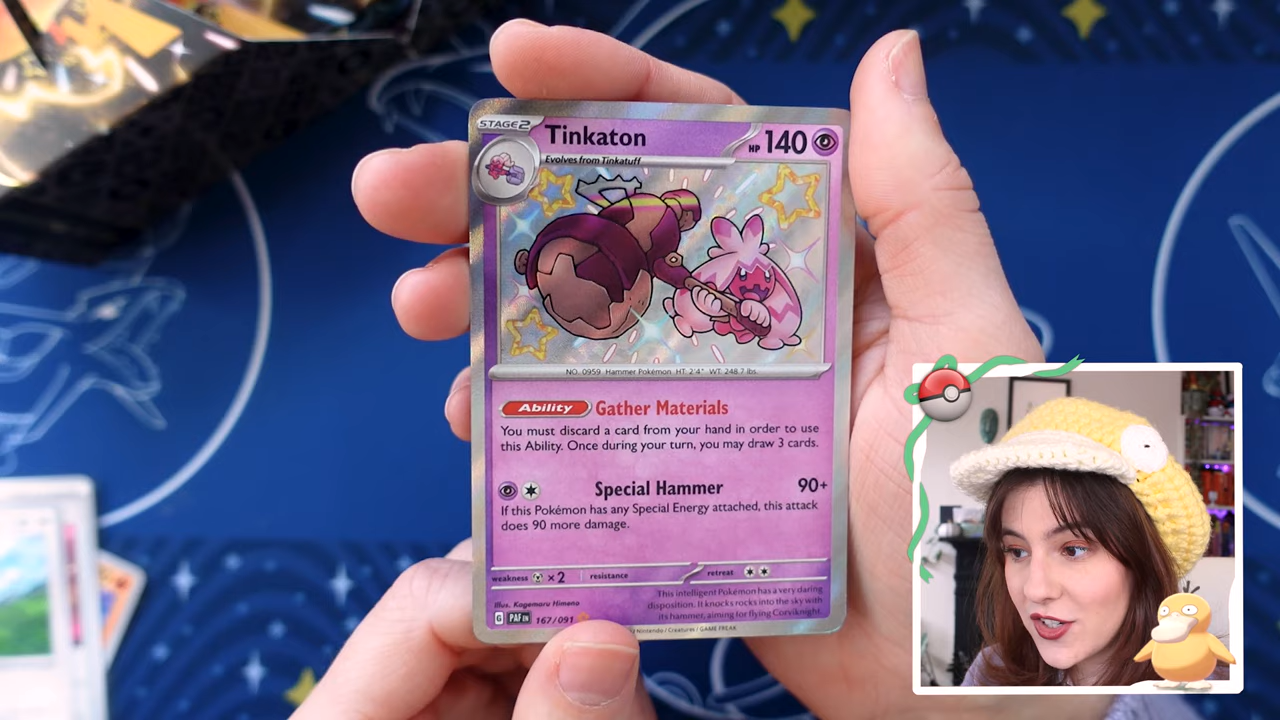 STAGE2 Tinkaton HP 140
Evolves from Tinkatuff
NO. 0959 Hammer Pokémon HT: 2'4" WT: 248.7 lbs.
Ability Gather Materials
You must discard a card from your hand in order to use
this Ability. Once during your turn, you may draw 3 cards.
Special Hammer 90+
If this Pokémon has any Special Energy attached, this attack
does 90 more damage.
weakness ×2 resistance retreat
Illus. Kagemaru Himeno
G PAF EN 167/091
This intelligent Pokémon has a very daring
disposition. It knocks rocks into the sky with
its hammer, aiming for flying Corviknight.
Nintendo / Creatures / GAME FREAK